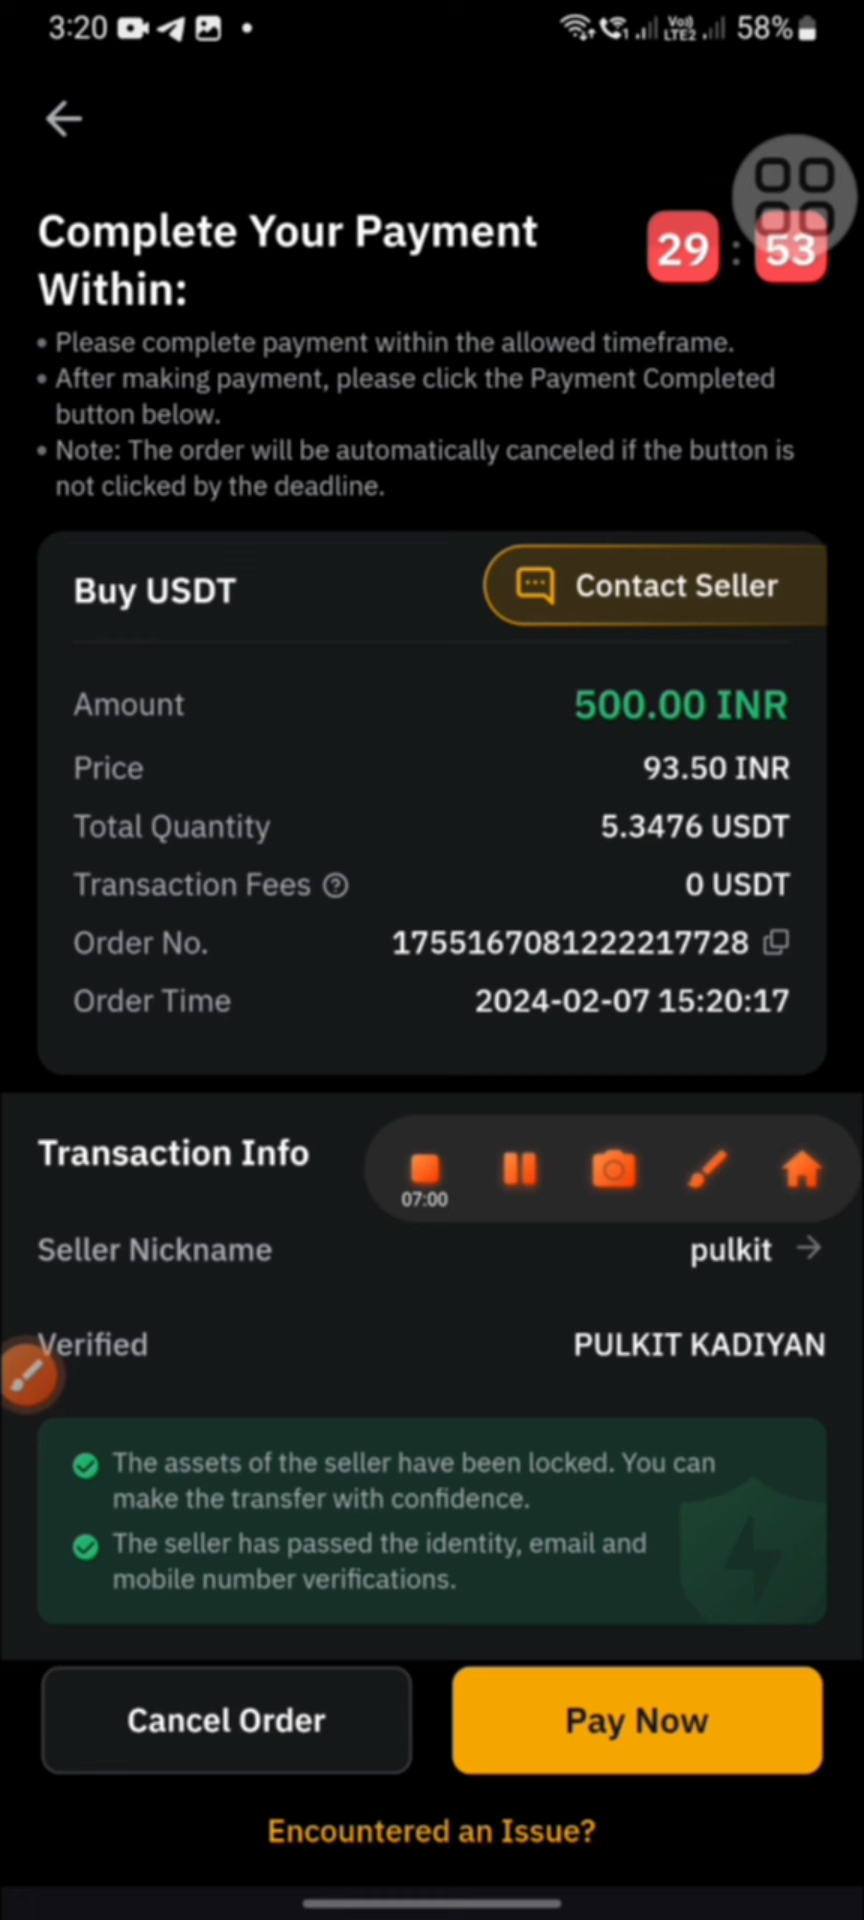 3:20
Vo))
LTE2
58%
Complete Your Payment
Within:
29 : 53
• Please complete payment within the allowed timeframe.
• After making payment, please click the Payment Completed
button below.
• Note: The order will be automatically canceled if the button is
not clicked by the deadline.
Buy USDT
Contact Seller
Amount 500.00 INR
Price 93.50 INR
Total Quantity 5.3476 USDT
Transaction Fees 0 USDT
Order No. 1755167081222217728
Order Time 2024-02-07 15:20:17
Transaction Info
07:00
Seller Nickname pulkit
Verified PULKIT KADIYAN
The assets of the seller have been locked. You can
make the transfer with confidence.
The seller has passed the identity, email and
mobile number verifications.
Cancel Order
Pay Now
Encountered an Issue?